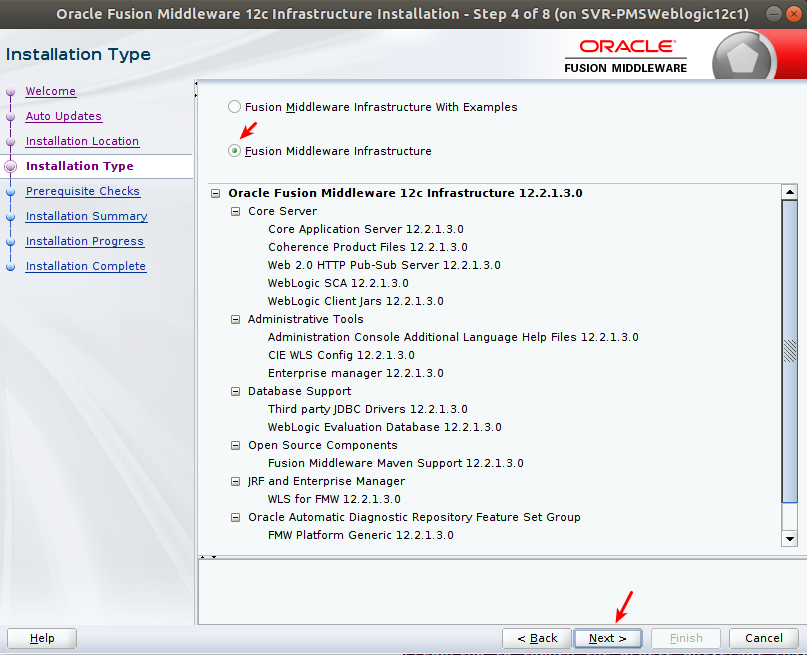 Oracle Fusion Middleware 12c Infrastructure Installation - Step 4 of 8 (on SVR-PMSWeblogic12c1)
Installation Type
ORACLE®
FUSION MIDDLEWARE
Welcome
Auto Updates
Installation Location
Installation Type
Prerequisite Checks
Installation Summary
Installation Progress
Installation Complete
Fusion Middleware Infrastructure With Examples
Fusion Middleware Infrastructure
Oracle Fusion Middleware 12c Infrastructure 12.2.1.3.0
Core Server
Core Application Server 12.2.1.3.0
Coherence Product Files 12.2.1.3.0
Web 2.0 HTTP Pub-Sub Server 12.2.1.3.0
WebLogic SCA 12.2.1.3.0
WebLogic Client Jars 12.2.1.3.0
Administrative Tools
Administration Console Additional Language Help Files 12.2.1.3.0
CIE WLS Config 12.2.1.3.0
Enterprise manager 12.2.1.3.0
Database Support
Third party JDBC Drivers 12.2.1.3.0
WebLogic Evaluation Database 12.2.1.3.0
Open Source Components
Fusion Middleware Maven Support 12.2.1.3.0
JRF and Enterprise Manager
WLS for FMW 12.2.1.3.0
Oracle Automatic Diagnostic Repository Feature Set Group
FMW Platform Generic 12.2.1.3.0
Help
< Back
Next >
Finish
Cancel